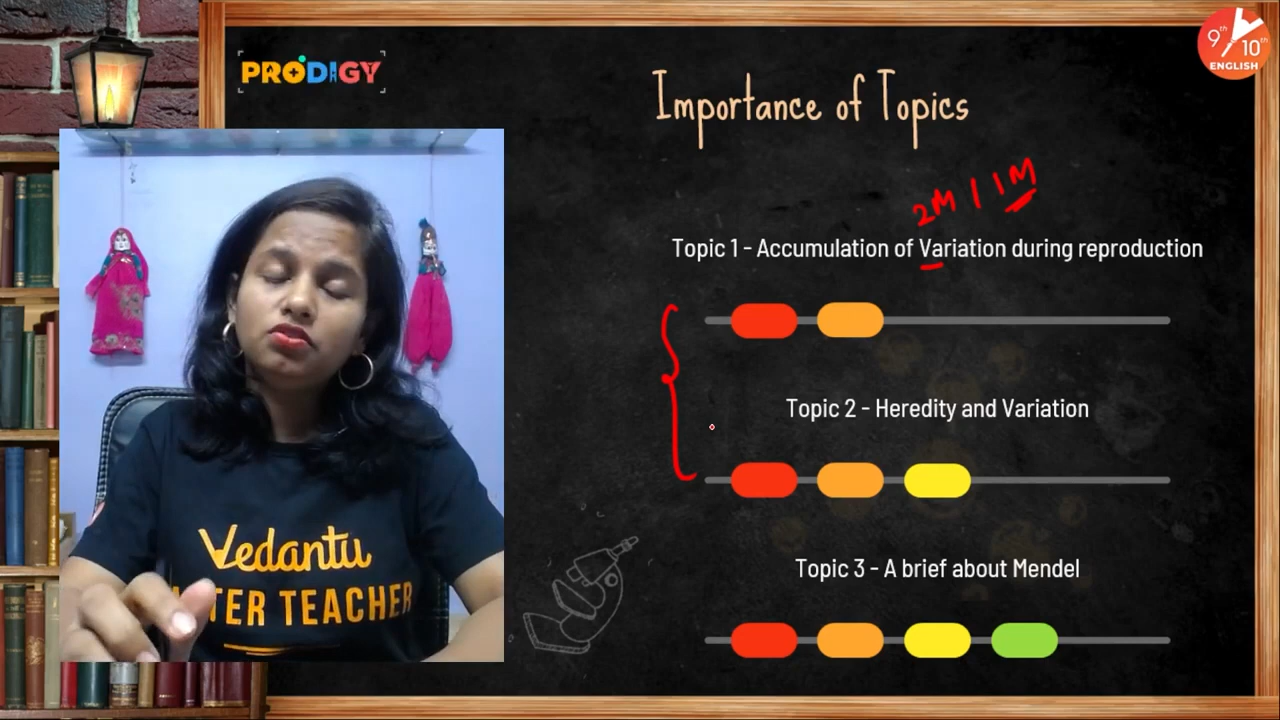 PRODIGY
9th 10th
ENGLISH
Importance of Topics
2M | 1M
Topic 1 - Accumulation of Variation during reproduction
Topic 2 - Heredity and Variation
Topic 3 - A brief about Mendel
Vedantu
TEACHER